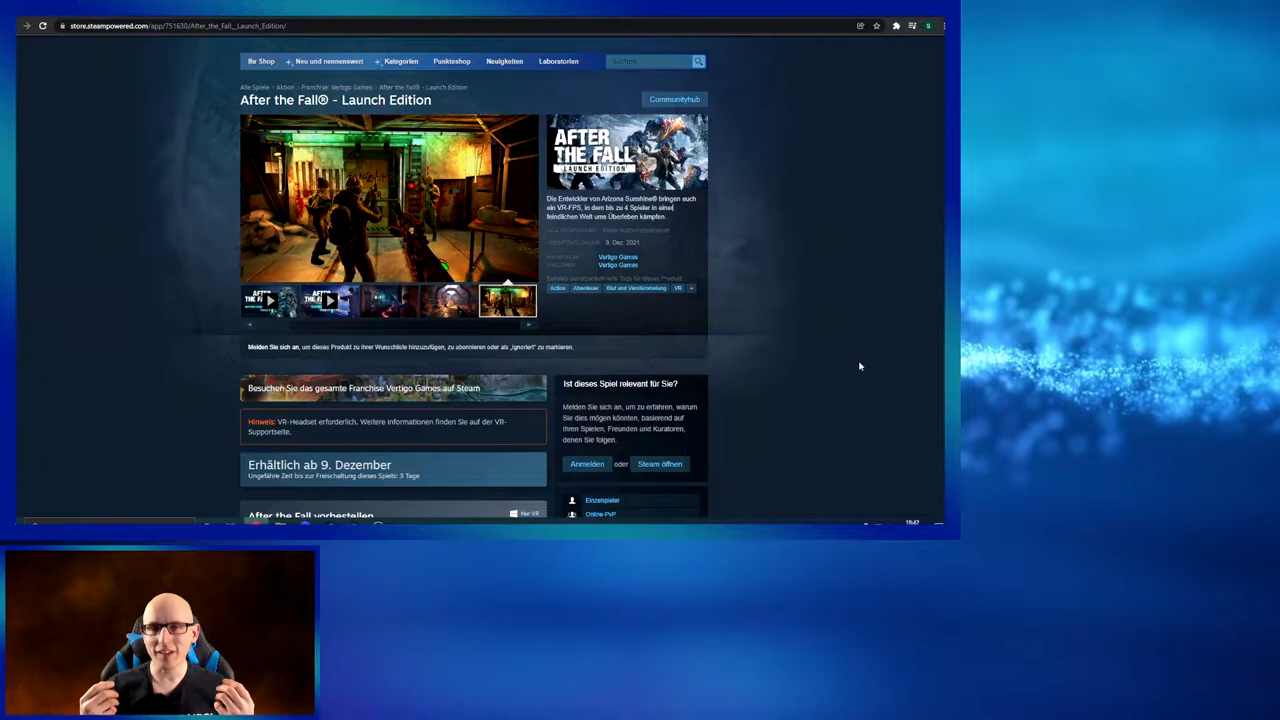 store.steampowered.com/app/751630/After_the_Fall__Launch_Edition/
S
Ihr Shop Neu und nennenswert Kategorien Punkteshop Neuigkeiten Laboratorien Suchen
Alle Spiele > Aktion > Franchise: Vertigo Games > After the Fall® - Launch Edition
After the Fall® - Launch Edition
Communityhub
AFTER
THE FALL
LAUNCH EDITION
Die Entwickler von Arizona Sunshine® bringen euch
ein VR-FPS, in dem bis zu 4 Spieler in einer
feindlichen Welt ums Überleben kämpfen.
9. Dez. 2021
Vertigo Games
Vertigo Games
Action Abenteuer Blut und Verstümmelung VR +
Melden Sie sich an, um dieses Produkt zu Ihrer Wunschliste hinzuzufügen, zu abonnieren oder als „Ignoriert“ zu markieren.
Besuchen Sie das gesamte Franchise Vertigo Games auf Steam
Hinweis: VR-Headset erforderlich. Weitere Informationen finden Sie auf der VR-
Supportseite.
Erhältlich ab 9. Dezember
Ungefähre Zeit bis zur Freischaltung dieses Spiels: 3 Tage
After the Fall vorbestellen
Nur VR
Ist dieses Spiel relevant für Sie?
Melden Sie sich an, um zu erfahren, warum
Sie dies mögen könnten, basierend auf
Ihren Spielen, Freunden und Kuratoren,
denen Sie folgen.
Anmelden oder Steam öffnen
Einzelspieler
Online-PvP
18:42